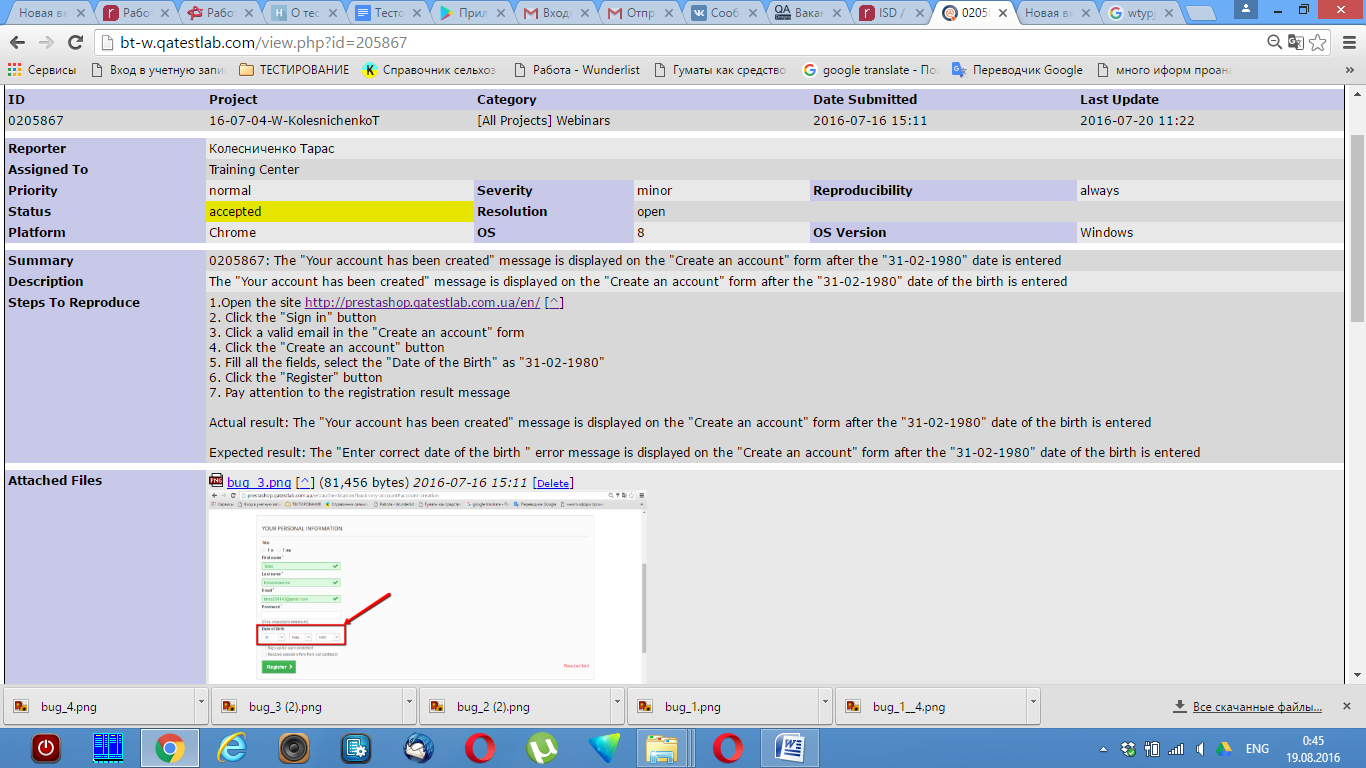 Новая вк
Работ
Работ
О тес
Тесто
Прил
Входя
Отпр
Сооб
Вакан
ISD
0205
Новая вк
wtypj
bt-w.qatestlab.com/view.php?id=205867
Сервисы
Вход в учетную запи
ТЕСТИРОВАНИЕ
Справочник сельхоз
Работа - Wunderlist
Гуматы как средство
google translate - По
Переводчик Google
много иформ проан
»
ID Project Category Date Submitted Last Update
0205867 16-07-04-W-KolesnichenkoT [All Projects] Webinars 2016-07-16 15:11 2016-07-20 11:22
Reporter Колесниченко Тарас
Assigned To Training Center
Priority normal Severity minor Reproducibility always
Status accepted Resolution open
Platform Chrome OS 8 OS Version Windows
Summary 0205867: The "Your account has been created" message is displayed on the "Create an account" form after the "31-02-1980" date is entered
Description The "Your account has been created" message is displayed on the "Create an account" form after the "31-02-1980" date of the birth is entered
Steps To Reproduce 1.Open the site http://prestashop.qatestlab.com.ua/en/ [^]
2. Click the "Sign in" button
3. Click a valid email in the "Create an account" form
4. Click the "Create an account" button
5. Fill all the fields, select the "Date of the Birth" as "31-02-1980"
6. Click the "Register" button
7. Pay attention to the registration result message
Actual result: The "Your account has been created" message is displayed on the "Create an account" form after the "31-02-1980" date of the birth is entered
Expected result: The "Enter correct date of the birth " error message is displayed on the "Create an account" form after the "31-02-1980" date of the birth is entered
Attached Files bug_3.png [^] (81,456 bytes) 2016-07-16 15:11 [Delete]
YOUR PERSONAL INFORMATION
Title
First name *
Last name *
Email *
Password *
Date of Birth
Register
bug_4.png
bug_3 (2).png
bug_2 (2).png
bug_1.png
bug_1__4.png
Все скачанные файлы...
ENG
0:45
19.08.2016